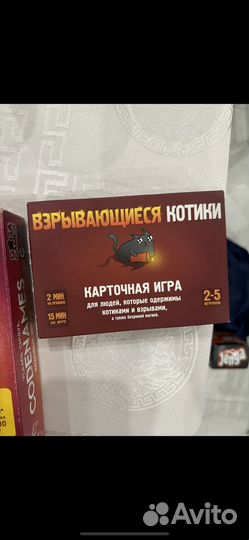 ВЗРЫВАЮЩИЕСЯ КОТИКИ
КАРТОЧНАЯ ИГРА
для людей, которые одержимы
котиками и взрывами,
а также безумной магией.
2 МИН
НА ПРАВИЛА
15 МИН
НА ИГРУ
2-5
ИГРОКОВ
CODENAMES
Jenga
Avito